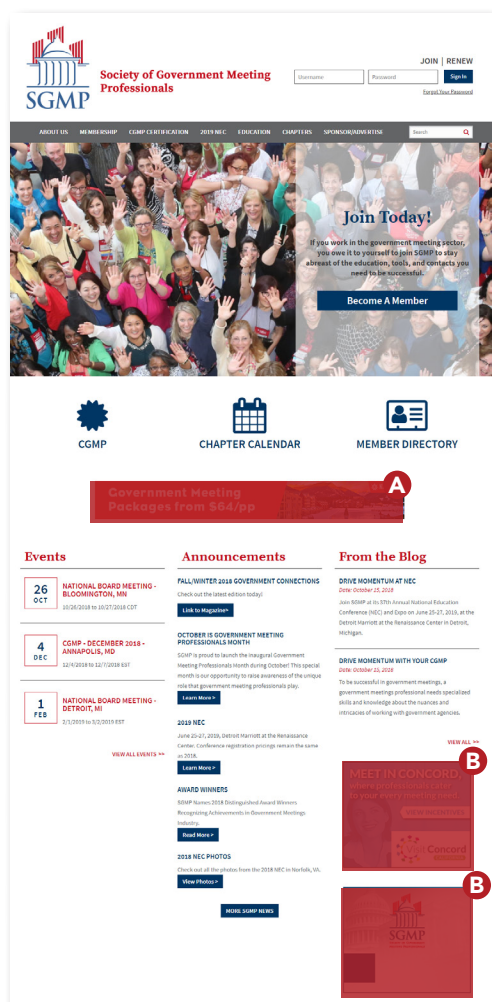 SGMP
Society of Government Meeting
Professionals
JOIN | RENEW
Username
Password
Sign In
Forgot Your Password
ABOUT US MEMBERSHIP CGMP CERTIFICATION 2019 NEC EDUCATION CHAPTERS SPONSOR/ADVERTISE
Search
Join Today!
If you work in the government meeting sector,
you owe it to yourself to join SGMP to stay
abreast of the education, tools, and contacts you
need to be successful.
Become A Member
CGMP
CHAPTER CALENDAR
MEMBER DIRECTORY
A
Government Meeting
Packages from $64/pp
Events
26
OCT
NATIONAL BOARD MEETING -
BLOOMINGTON, MN
10/26/2018 to 10/27/2018 CDT
4
DEC
CGMP - DECEMBER 2018 -
ANNAPOLIS, MD
12/4/2018 to 12/7/2018 EST
1
FEB
NATIONAL BOARD MEETING -
DETROIT, MI
2/1/2019 to 3/2/2019 EST
VIEW ALL EVENTS >>
Announcements
FALL/WINTER 2018 GOVERNMENT CONNECTIONS
Check out the latest edition today!
Link to Magazine>
OCTOBER IS GOVERNMENT MEETING
PROFESSIONALS MONTH
SGMP is proud to launch the inaugural Government
Meeting Professionals Month during October! This special
month is our opportunity to raise awareness of the unique
role that government meeting professionals play.
Learn More >
2019 NEC
June 25-27, 2019, Detroit Marriott at the Renaissance
Center. Conference registration pricings remain the same
as 2018.
Learn More >
AWARD WINNERS
SGMP Names 2018 Distinguished Award Winners
Recognizing Achievements in Government Meetings
Industry.
Read More >
2018 NEC PHOTOS
Check out all the photos from the 2018 NEC in Norfolk, VA.
View Photos >
MORE SGMP NEWS
From the Blog
DRIVE MOMENTUM AT NEC
Date: October 15, 2018
Join SGMP at its 37th Annual National Education
Conference (NEC) and Expo on June 25-27, 2019, at the
Detroit Marriott at the Renaissance Center in Detroit,
Michigan.
DRIVE MOMENTUM WITH YOUR CGMP
Date: October 15, 2018
To be successful in government meetings, a
government meetings professional needs specialized
skills and knowledge about the nuances and
intricacies of working with government agencies.
VIEW ALL >>
B
MEET IN CONCORD,
where professionals cater
to your every meeting need.
VIEW INCENTIVES
Visit Concord
B
SGMP